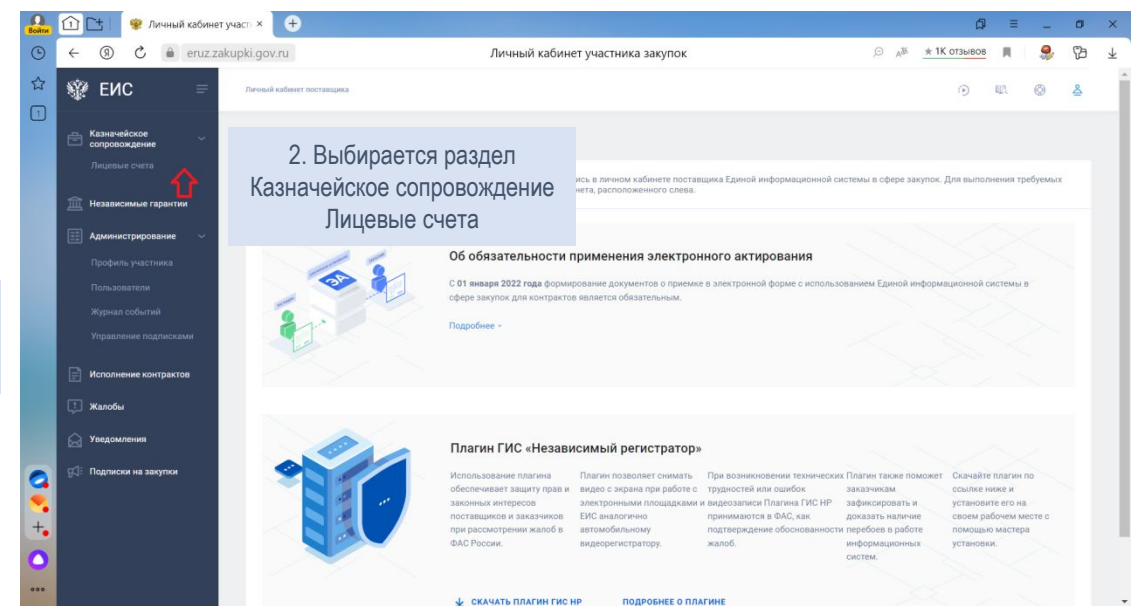 Войти
1
Личный кабинет участ
eruz.zakupki.gov.ru
Личный кабинет участника закупок
1К отзывов
1
ЕИС
Личный кабинет поставщика
Казначейское сопровождение
Лицевые счета
Независимые гарантии
Администрирование
Профиль участника
Пользователи
Журнал событий
Управление подписками
Исполнение контрактов
Жалобы
Уведомления
Подписки на закупки
2. Выбирается раздел
Казначейское сопровождение
Лицевые счета
в личном кабинете поставщика Единой информационной системы в сфере закупок. Для выполнения требуемых
расположенного слева.
ЭА
Об обязательности применения электронного актирования
С 01 января 2022 года формирование документов о приемке в электронной форме с использованием Единой информационной системы в
сфере закупок для контрактов является обязательным.
Подробнее
Плагин ГИС «Независимый регистратор»
Использование плагина
обеспечивает защиту прав и
законных интересов
поставщиков и заказчиков
при рассмотрении жалоб в
ФАС России.
Плагин позволяет снимать
видео с экрана при работе с
электронными площадками и
ЕИС аналогично
автомобильному
видеорегистратору.
При возникновении технических
трудностей или ошибок
видеозаписи Плагина ГИС НР
принимаются в ФАС, как
подтверждение обоснованности
жалоб.
Плагин также поможет
заказчикам
зафиксировать и
доказать наличие
перебоев в работе
информационных
систем.
Скачайте плагин по
ссылке ниже и
установите его на
своем рабочем месте с
помощью мастера
установки.
СКАЧАТЬ ПЛАГИН ГИС НР
ПОДРОБНЕЕ О ПЛАГИНЕ